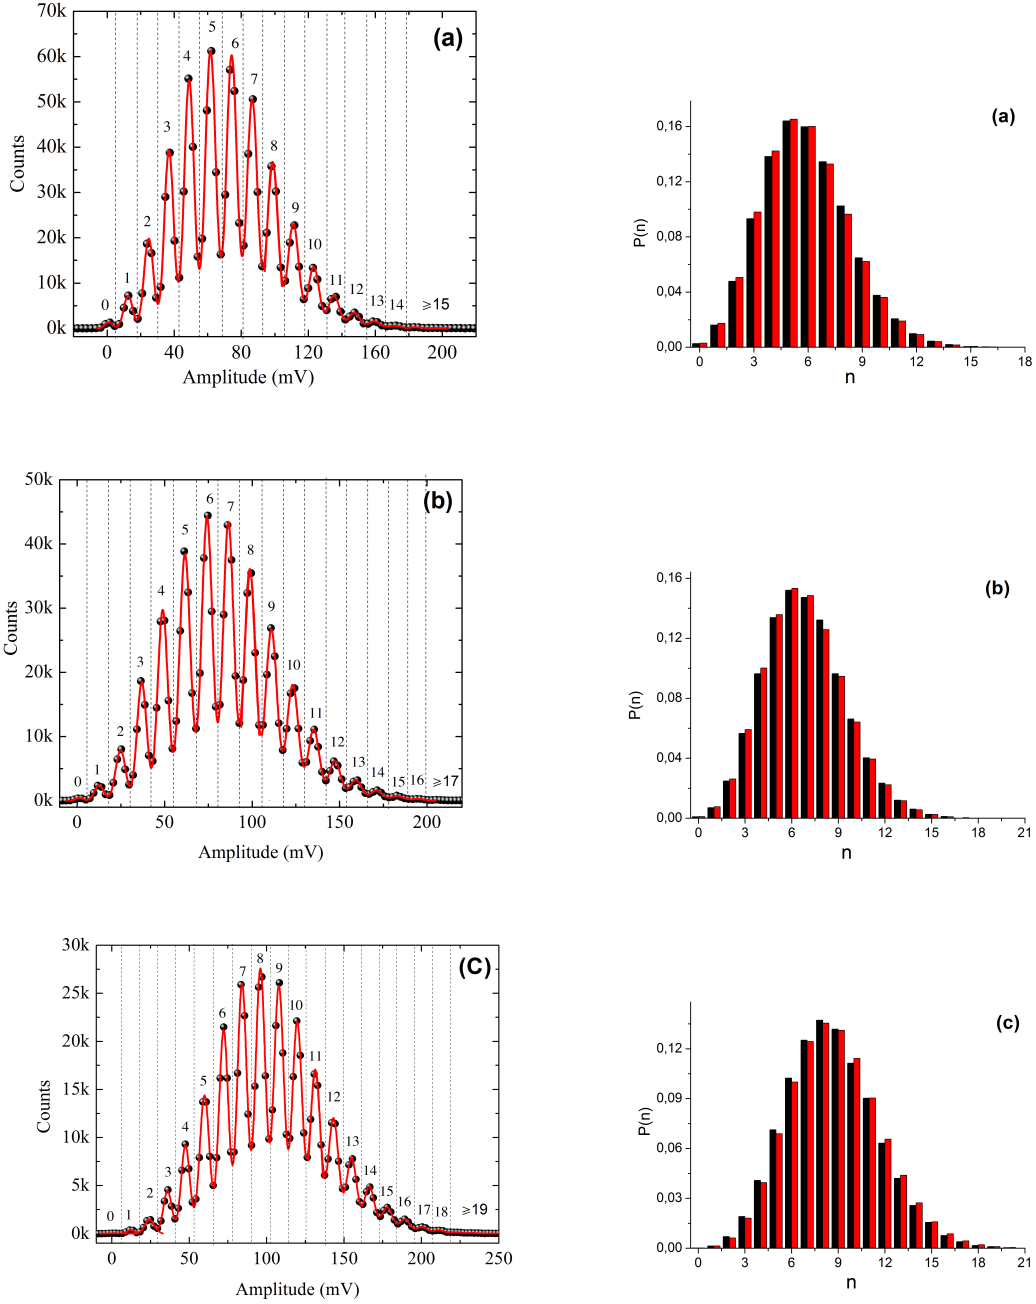 70k
60k
50k
40k
30k
20k
10k
0k
Counts
0 1 2 3 4 5 6 7 8 9 10 11 12 13 14 ≥15
(a)
0 40 80 120 160 200
Amplitude (mV)
0,16
0,12
0,08
0,04
0,00
P(n)
(a)
0 3 6 9 12 15 18
n
50k
40k
30k
20k
10k
0k
Counts
0 1 2 3 4 5 6 7 8 9 10 11 12 13 14 15 16 ≥17
(b)
0 50 100 150 200
Amplitude (mV)
0,16
0,12
0,08
0,04
0,00
P(n)
(b)
0 3 6 9 12 15 18 21
n
30k
25k
20k
15k
10k
5k
0k
Counts
0 1 2 3 4 5 6 7 8 9 10 11 12 13 14 15 16 17 18 ≥19
(C)
0 50 100 150 200 250
Amplitude (mV)
0,12
0,09
0,06
0,03
0,00
P(n)
(c)
0 3 6 9 12 15 18 21
n